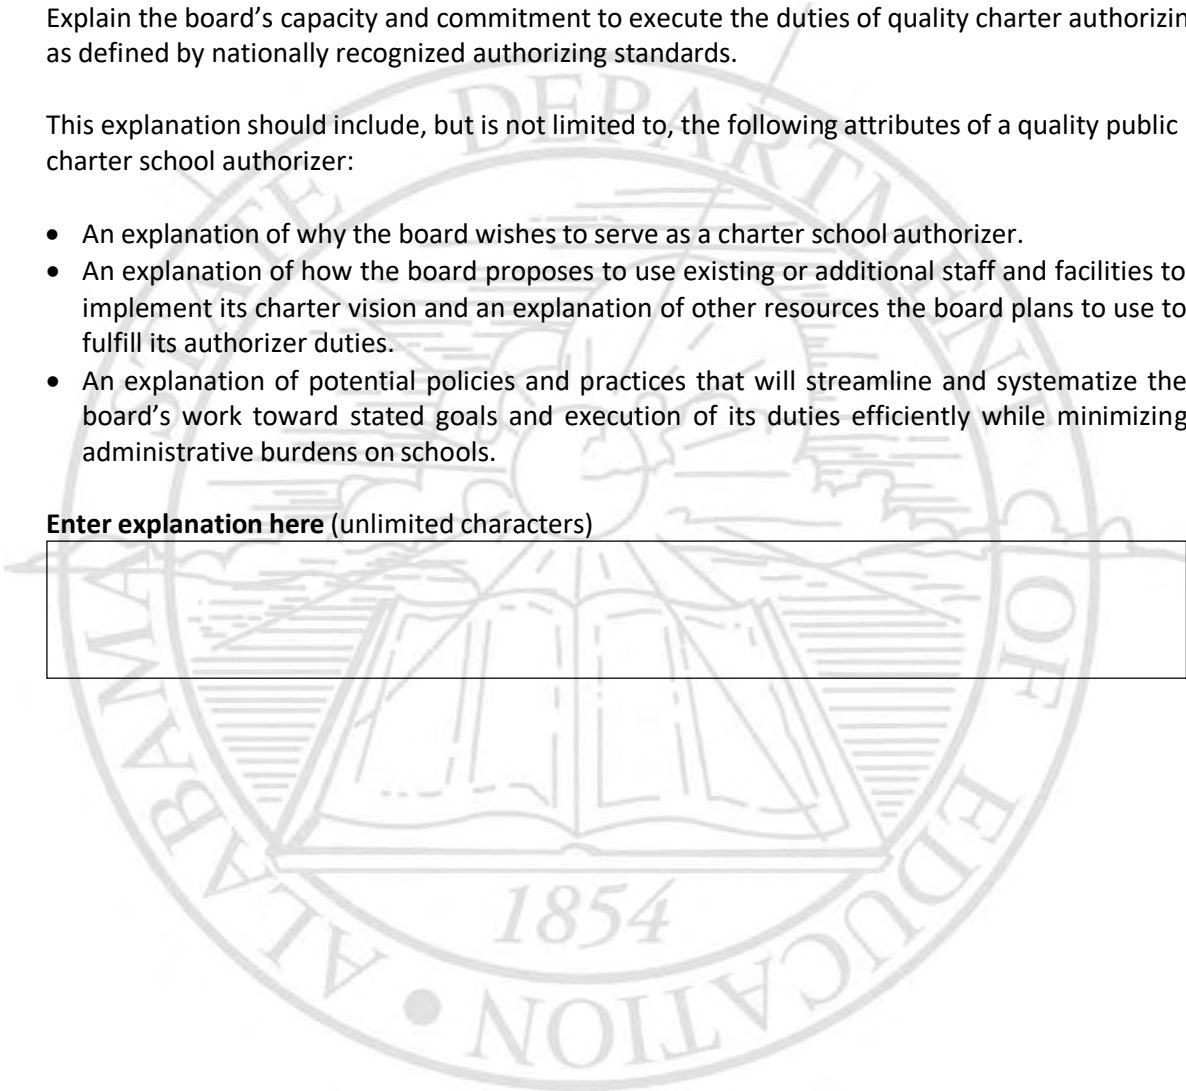 Explain the board’s capacity and commitment to execute the duties of quality charter authorizin
as defined by nationally recognized authorizing standards.
This explanation should include, but is not limited to, the following attributes of a quality public
charter school authorizer:
• An explanation of why the board wishes to serve as a charter school authorizer.
• An explanation of how the board proposes to use existing or additional staff and facilities to
implement its charter vision and an explanation of other resources the board plans to use to
fulfill its authorizer duties.
• An explanation of potential policies and practices that will streamline and systematize the
board’s work toward stated goals and execution of its duties efficiently while minimizing
administrative burdens on schools.
Enter explanation here (unlimited characters)
ALABAMA STATE DEPARTMENT OF EDUCATION
1854